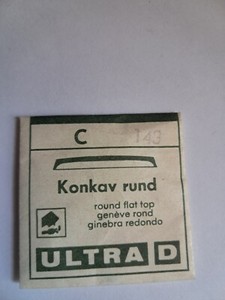 C 143
Konkav rund
round flat top
genève rond
ginebra redondo
ULTRA D